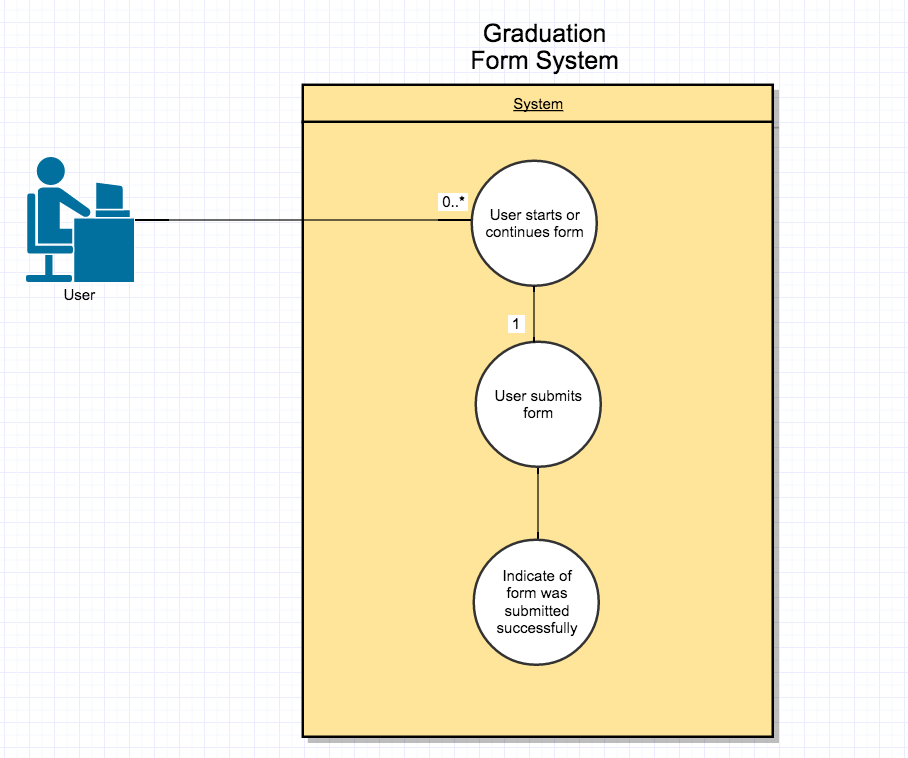 Graduation
Form System
System
0..*
User starts or
continues form
User
1
User submits
form
Indicate of
form was
submitted
successfully